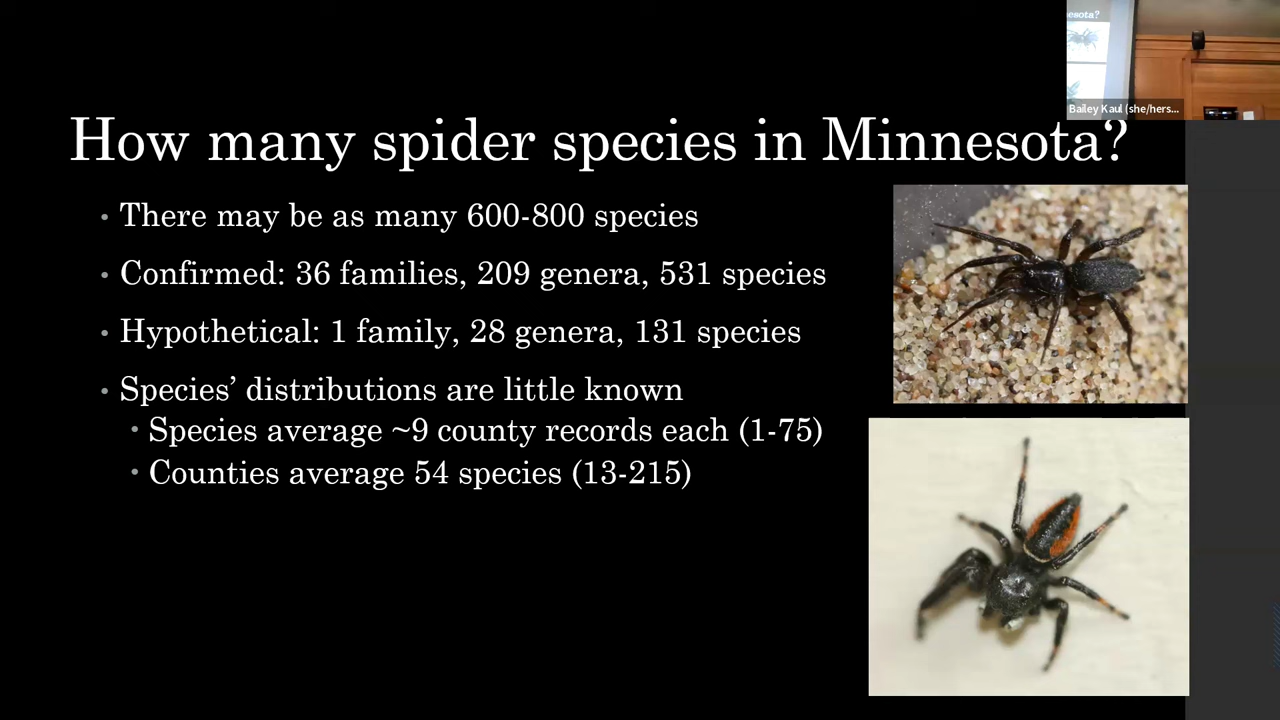 esota?
Bailey Kaul (she/hers...
How many spider species in Minnesota?
• There may be as many 600-800 species
• Confirmed: 36 families, 209 genera, 531 species
• Hypothetical: 1 family, 28 genera, 131 species
• Species’ distributions are little known
• Species average ~9 county records each (1-75)
• Counties average 54 species (13-215)